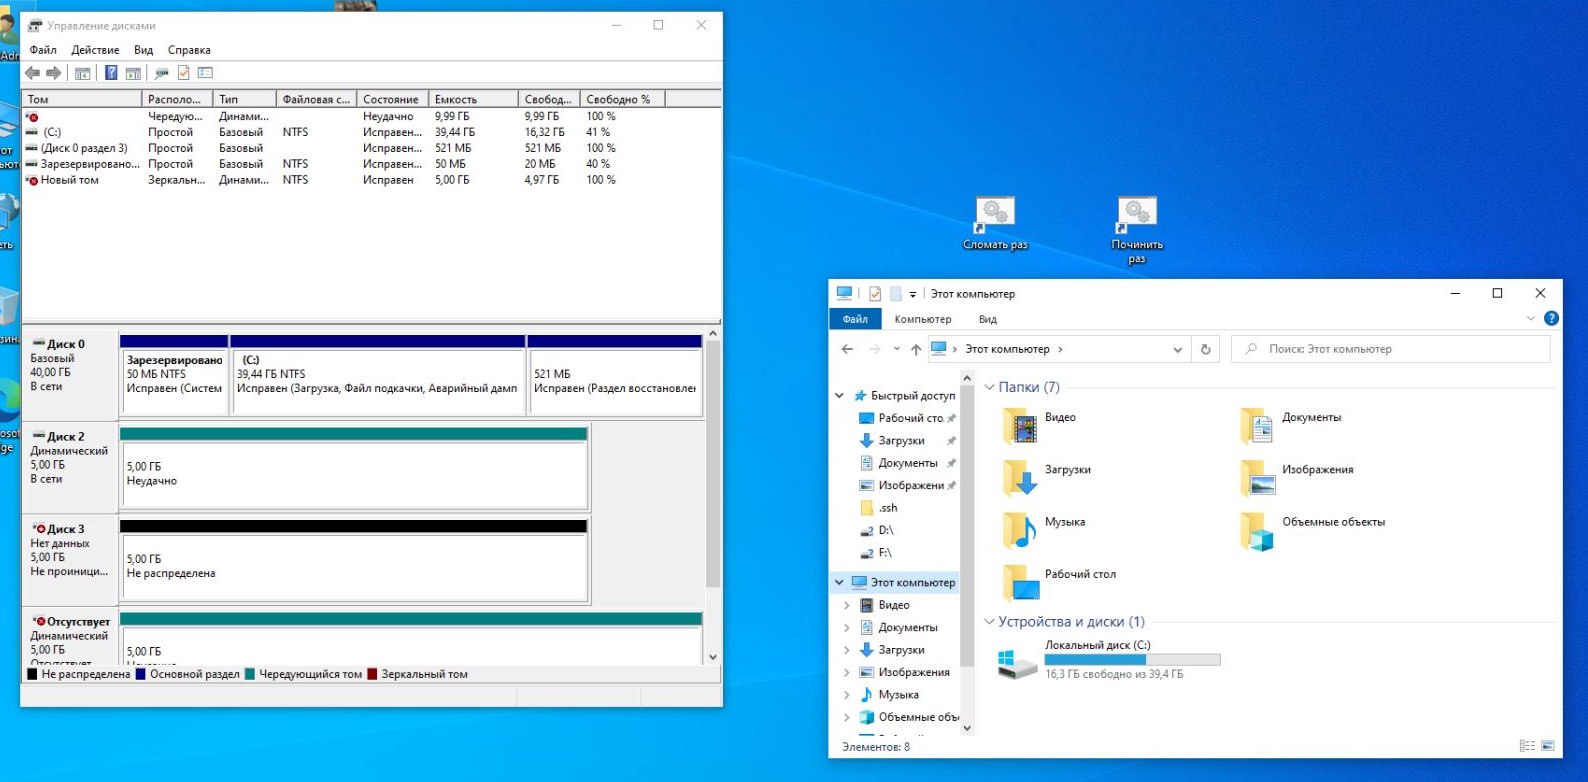 Управление дисками
Файл Действие Вид Справка
Том Располо... Тип Файловая с... Состояние Емкость Свобод... Свободно %
Чередую... Динами... Неудачно 9,99 ГБ 9,99 ГБ 100 %
(C:) Простой Базовый NTFS Исправен... 39,44 ГБ 16,32 ГБ 41 %
(Диск 0 раздел 3) Простой Базовый Исправен... 521 МБ 521 МБ 100 %
Зарезервировано... Простой Базовый NTFS Исправен... 50 МБ 20 МБ 40 %
Новый том Зеркальн... Динами... NTFS Исправен 5,00 ГБ 4,97 ГБ 100 %
Диск 0
Базовый
40,00 ГБ
В сети
Зарезервировано
50 МБ NTFS
Исправен (Систем
(C:)
39,44 ГБ NTFS
Исправен (Загрузка, Файл подкачки, Аварийный дамп
521 МБ
Исправен (Раздел восстановлен
Диск 2
Динамический
5,00 ГБ
В сети
5,00 ГБ
Неудачно
Диск 3
Нет данных
5,00 ГБ
Не проиници...
5,00 ГБ
Не распределена
Отсутствует
Динамический
5,00 ГБ
5,00 ГБ
Не распределена Основной раздел Чередующийся том Зеркальный том
Сломать раз
Починить
раз
Этот компьютер
Файл Компьютер Вид
Этот компьютер
Поиск: Этот компьютер
Быстрый доступ
Рабочий сто.
Загрузки
Документы
Изображени
.ssh
D:\
F:\
Этот компьютер
Видео
Документы
Загрузки
Изображения
Музыка
Объемные объ
Папки (7)
Видео
Документы
Загрузки
Изображения
Музыка
Объемные объекты
Рабочий стол
Устройства и диски (1)
Локальный диск (C:)
16,3 ГБ свободно из 39,4 ГБ
Элементов: 8